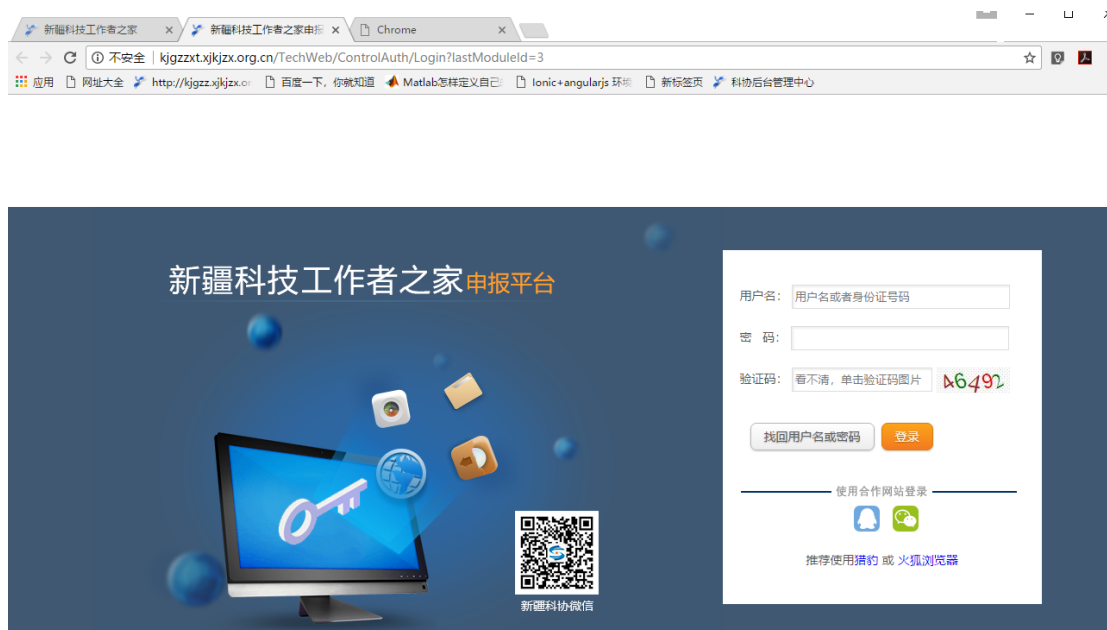 新疆科技工作者之家
新疆科技工作者之家申报
Chrome
不安全 kjgzzxt.xjkjzx.org.cn/TechWeb/ControlAuth/Login?lastModuleId=3
应用 网址大全 http://kjgzz.xjkjzx.or 百度一下，你就知道 Matlab怎样定义自己 Ionic+angularjs 环境 新标签页 科协后台管理中心
新疆科技工作者之家申报平台
用户名： 用户名或者身份证号码
密 码：
验证码： 看不清，单击验证码图片 46492
找回用户名或密码 登录
使用合作网站登录
推荐使用猎豹 或 火狐浏览器
新疆科协微信